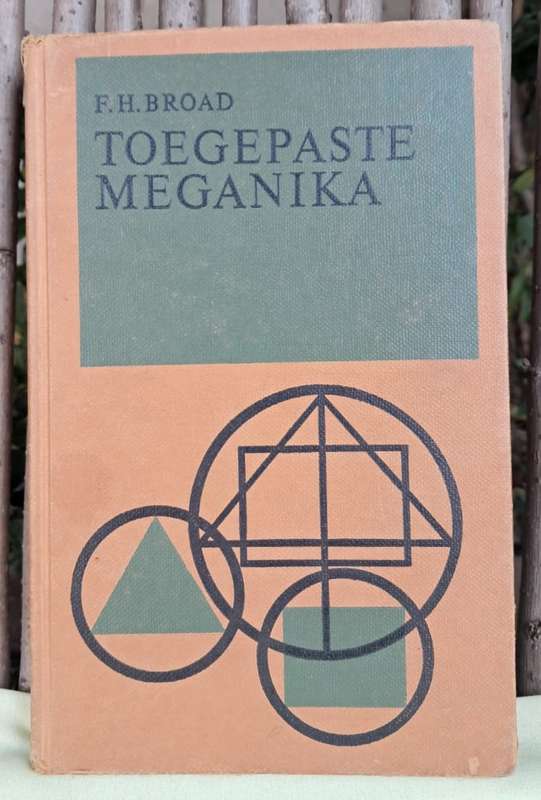 F. H. BROAD
TOEGEPASTE
MEGANIKA